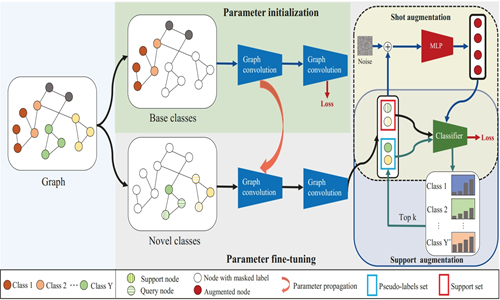 Parameter initialization
Shot augmentation
Graph convolution
Graph convolution
Loss
Base classes
Noise
MLP
Graph
Classifier
Loss
Graph convolution
Graph convolution
Novel classes
Top k
Class 1
Class 2
Class Y'
Parameter fine-tuning
Support augmentation
Class 1
Class 2
...
Class Y
Support node
Query node
Node with masked label
Augmented node
Parameter propagation
Pseudo-labels set
Support set